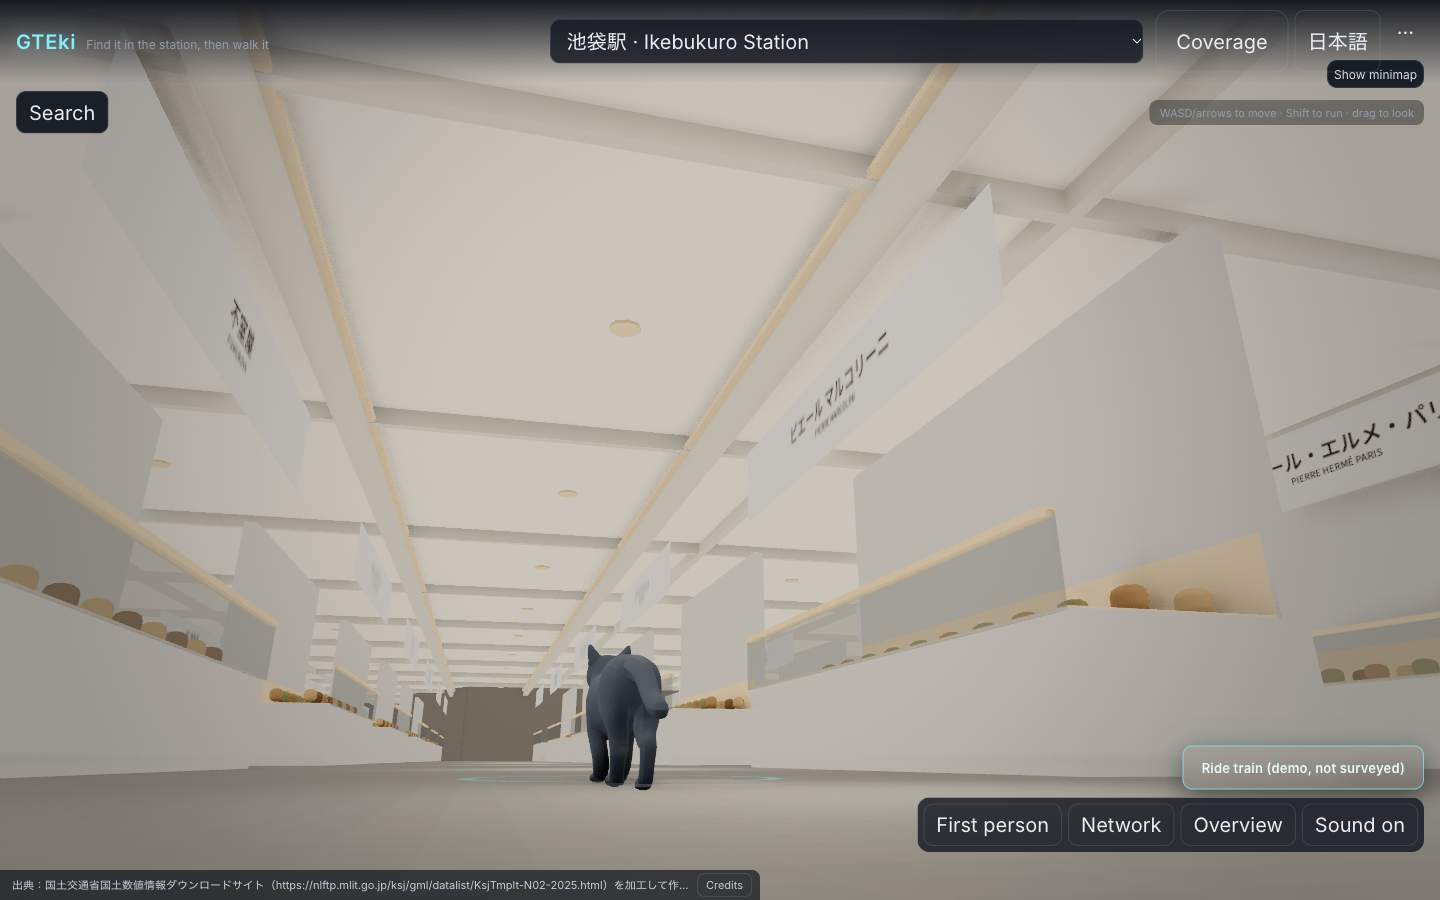 GTEki Find it in the station, then walk it
池袋駅 · Ikebukuro Station
Coverage
日本語
...
Show minimap
Search
WASD/arrows to move · Shift to run · drag to look
不室屋
ピエール マルコリーニ
PIERRE MARCOLINI
ール・エルメ・パリ
PIERRE HERMÉ PARIS
Ride train (demo, not surveyed)
First person
Network
Overview
Sound on
出典：国土交通省国土数値情報ダウンロードサイト（https://nlftp.mlit.go.jp/ksj/gml/datalist/KsjTmplt-N02-2025.html）を加工して作...
Credits